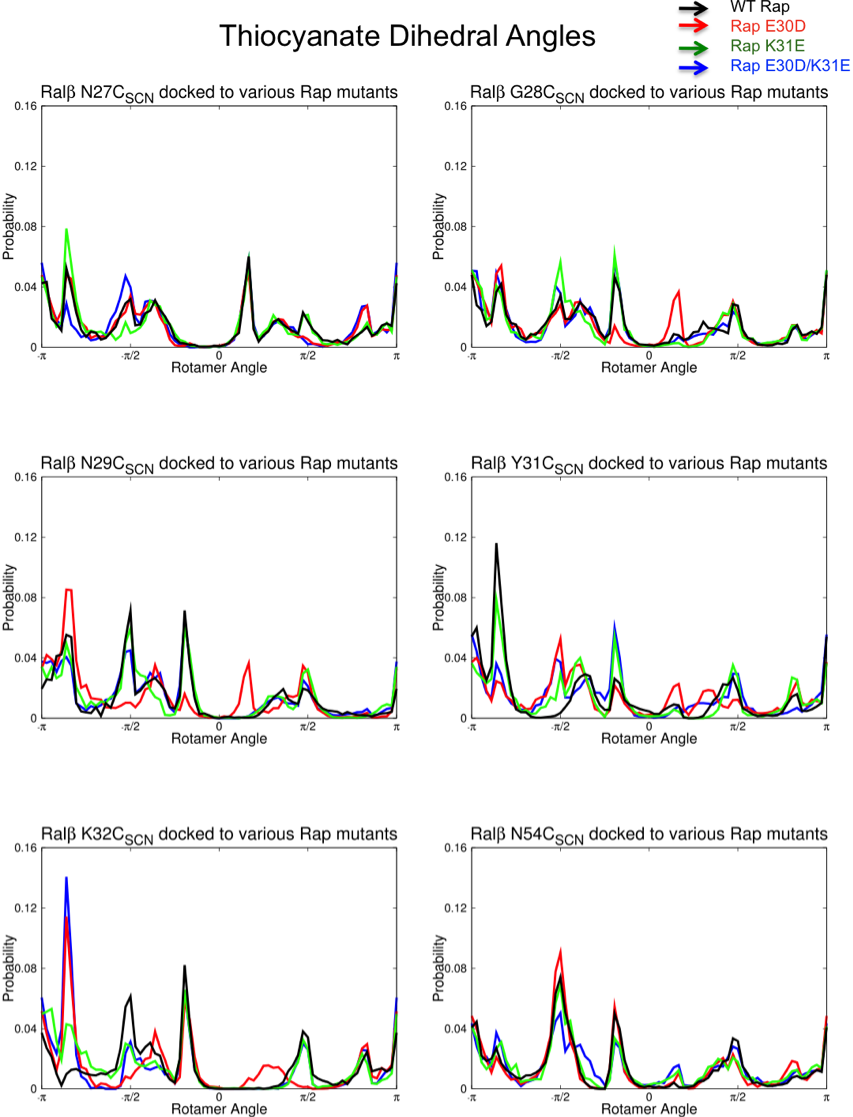 WT Rap
Thiocyanate Dihedral Angles
Rap E30D
Rap K31E
Rap E30D/K31E
Ralβ N27C_SCN docked to various Rap mutants
0.16
0.12
0.08
0.04
0
Probability
-π
-π/2
0
π/2
π
Rotamer Angle
Ralβ G28C_SCN docked to various Rap mutants
0.16
0.12
0.08
0.04
0
Probability
-π
-π/2
0
π/2
π
Rotamer Angle
Ralβ N29C_SCN docked to various Rap mutants
0.16
0.12
0.08
0.04
0
Probability
-π
-π/2
0
π/2
π
Rotamer Angle
Ralβ Y31C_SCN docked to various Rap mutants
0.16
0.12
0.08
0.04
0
Probability
-π
-π/2
0
π/2
π
Rotamer Angle
Ralβ K32C_SCN docked to various Rap mutants
0.16
0.12
0.08
0.04
0
Probability
-π
-π/2
0
π/2
π
Rotamer Angle
Ralβ N54C_SCN docked to various Rap mutants
0.16
0.12
0.08
0.04
0
Probability
-π
-π/2
0
π/2
π
Rotamer Angle